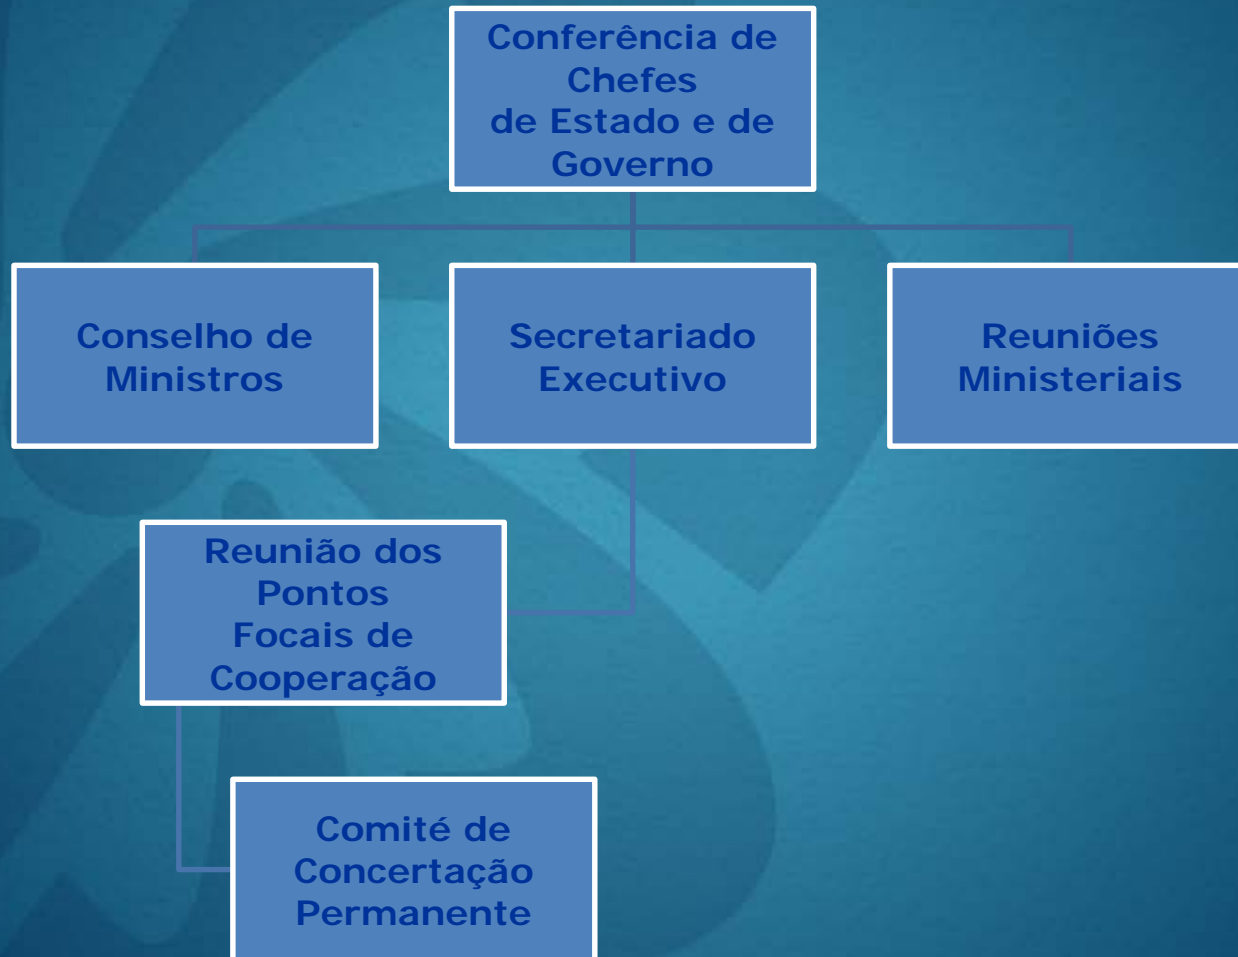 Conferência de
Chefes
de Estado e de
Governo
Conselho de
Ministros
Secretariado
Executivo
Reuniões
Ministeriais
Reunião dos
Pontos
Focais de
Cooperação
Comité de
Concertação
Permanente